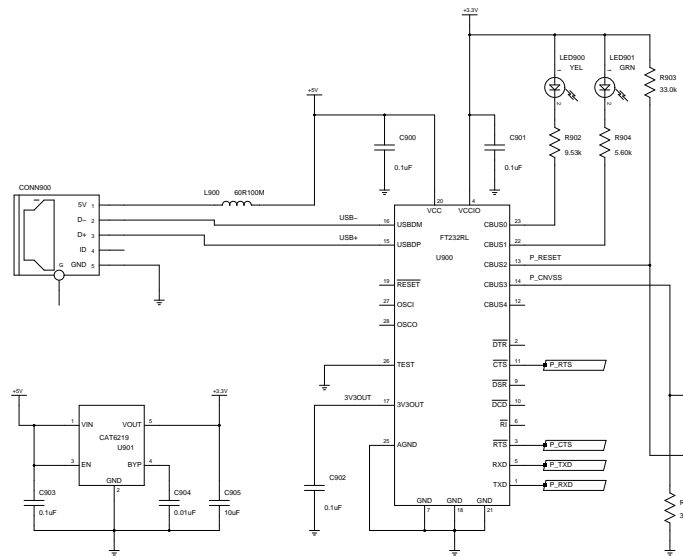 +3.3V
LED900
YEL
LED901
GRN
1
2
1
2
R903
33.0k
+5V
C900
0.1uF
C901
0.1uF
R902
9.53k
R904
5.60k
CONN900
5V 1
D− 2
D+ 3
ID 4
GND 5
G
L900 60R100M
USB−
USB+
20
VCC
4
VCCIO
FT232RL
U900
16 USBDM
15 USBDP
19 RESET
27 OSCI
28 OSCO
26 TEST
17 3V3OUT
25 AGND
CBUS0 23
CBUS1 22
CBUS2 13
CBUS3 14
CBUS4 12
DTR 2
CTS 11
DSR 9
DCD 10
RI 6
RTS 3
RXD 5
TXD 1
GND GND GND
7 18 21
P_RESET
P_CNVSS
P_RTS
P_CTS
P_TXD
P_RXD
3V3OUT
C902
0.1uF
+5V
+3.3V
1 VIN
VOUT 5
CAT6219
U901
3 EN
BYP 4
GND
2
C903
0.1uF
C904
0.01uF
C905
10uF
R
3